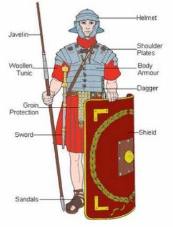 Helmet
Javelin
Shoulder
Plates
Woollen
Tunic
Body
Armour
Dagger
Groin
Protection
Sword
Shield
Sandals